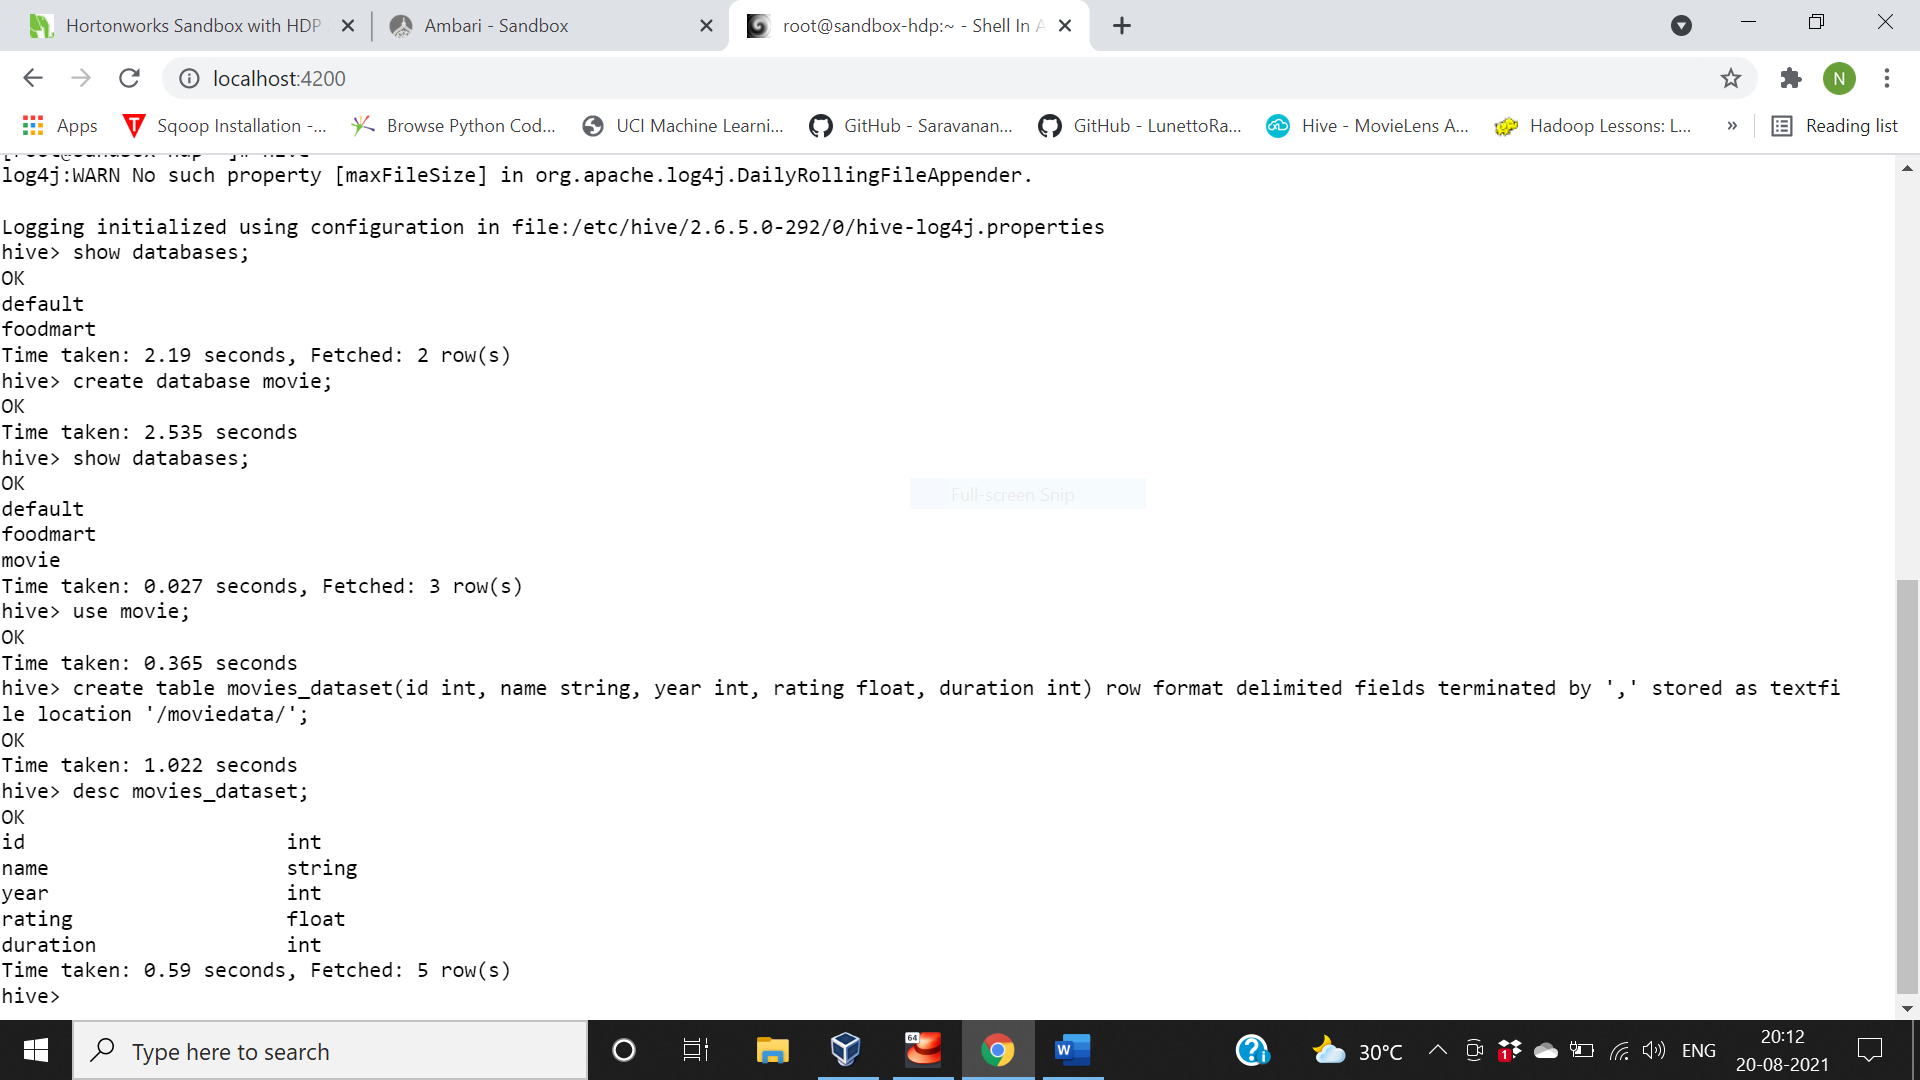 Hortonworks Sandbox with HDP
Ambari - Sandbox
root@sandbox-hdp:~ - Shell In A
localhost:4200
N
Apps
Sqoop Installation -...
Browse Python Cod...
UCI Machine Learni...
GitHub - Saravanan...
GitHub - LunettoRa...
Hive - MovieLens A...
Hadoop Lessons: L...
»
Reading list
[root@sandbox-hdp ~]# hive
log4j:WARN No such property [maxFileSize] in org.apache.log4j.DailyRollingFileAppender.
Logging initialized using configuration in file:/etc/hive/2.6.5.0-292/0/hive-log4j.properties
hive> show databases;
OK
default
foodmart
Time taken: 2.19 seconds, Fetched: 2 row(s)
hive> create database movie;
OK
Time taken: 2.535 seconds
hive> show databases;
OK
default
foodmart
movie
Time taken: 0.027 seconds, Fetched: 3 row(s)
hive> use movie;
OK
Time taken: 0.365 seconds
hive> create table movies_dataset(id int, name string, year int, rating float, duration int) row format delimited fields terminated by ',' stored as textfi
le location '/moviedata/';
OK
Time taken: 1.022 seconds
hive> desc movies_dataset;
OK
id int
name string
year int
rating float
duration int
Time taken: 0.59 seconds, Fetched: 5 row(s)
hive>
Full-screen Snip
Type here to search
64
W
30°C
1
ENG
20:12
20-08-2021